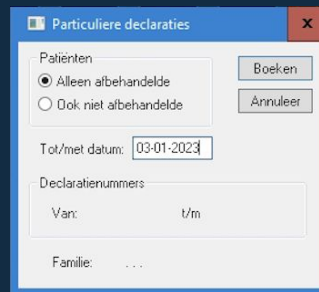 Particuliere declaraties
x
Patiënten
Alleen afbehandelde
Ook niet afbehandelde
Boeken
Annuleer
Tot/met datum: 03-01-2023
Declaratienummers
Van: t/m
Familie: . . .